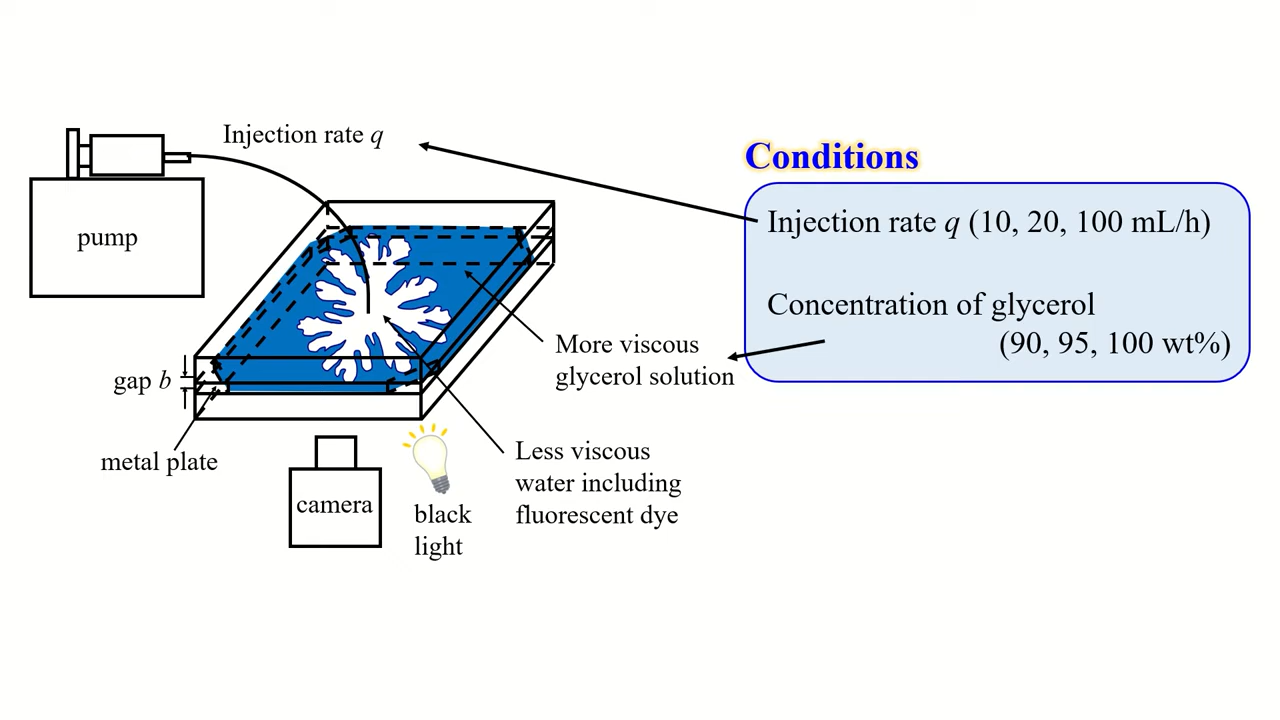 Injection rate q
pump
gap b
metal plate
camera
black
light
More viscous
glycerol solution
Less viscous
water including
fluorescent dye
Conditions
Injection rate q (10, 20, 100 mL/h)
Concentration of glycerol
(90, 95, 100 wt%)